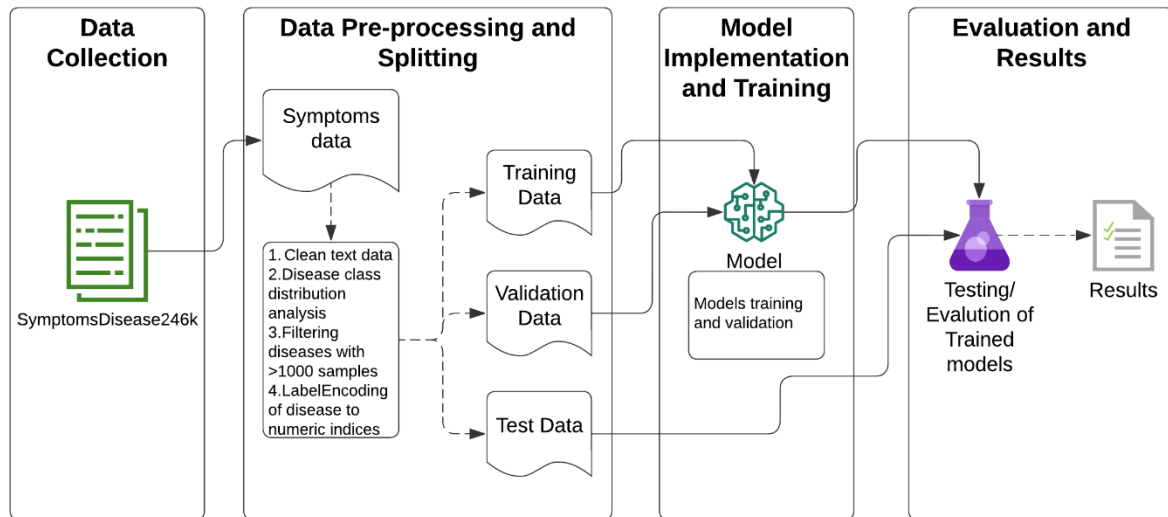 Data
Collection
SymptomsDisease246k
Data Pre-processing and
Splitting
Symptoms
data
1. Clean text data
2.Disease class
distribution
analysis
3.Filtering
diseases with
>1000 samples
4.LabelEncoding
of disease to
numeric indices
Training
Data
Validation
Data
Test Data
Model
Implementation
and Training
Model
Models training
and validation
Evaluation and
Results
Testing/
Evalution of
Trained
models
Results